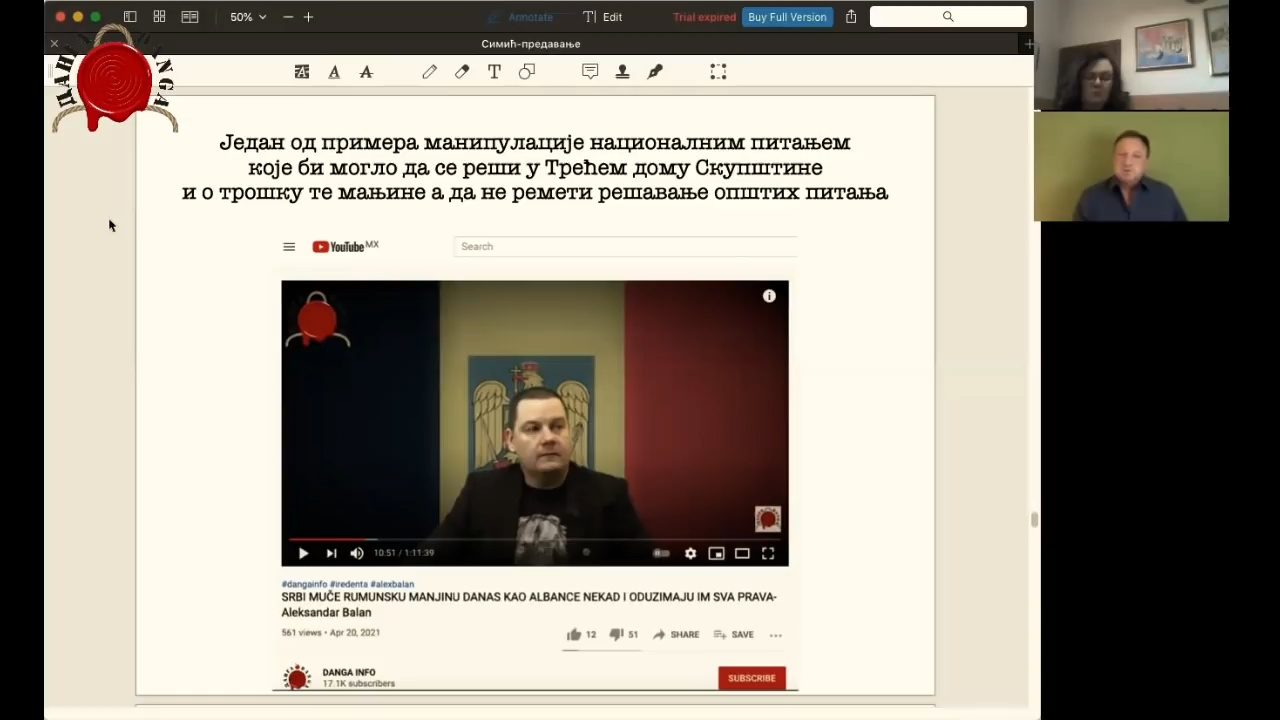 50%
Annotate
Edit
Trial expired
Buy Full Version
Симић-предавање
Један од примера манипулације националним питањем
које би могло да се реши у Трећем дому Скупштине
и о трошку те мањине а да не ремети решавање општих питања
YouTube MX
Search
10:51 / 1:11:39
#dangainfo #iredenta #alexbalan
SRBI MUČE RUMUNSKU MANJINU DANAS KAO ALBANCE NEKAD I ODUZIMAJU IM SVA PRAVA-
Aleksandar Balan
561 views • Apr 20, 2021
12
51
SHARE
SAVE
DANGA INFO
17.1K subscribers
SUBSCRIBE